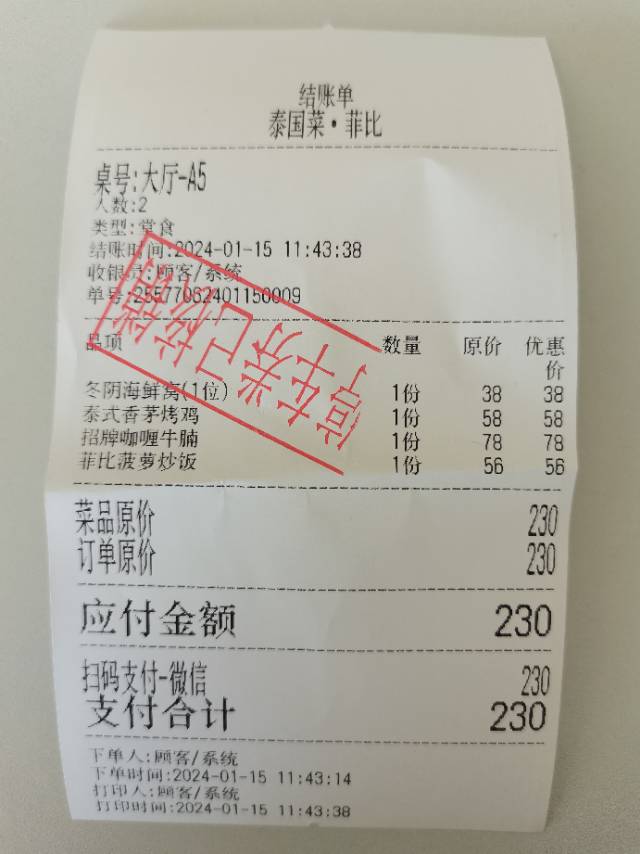 结账单
泰国菜·菲比
桌号:大厅-A5
人数:2
类型:堂食
结账时间:2024-01-15 11:43:38
收银员:顾客/系统
单号:25577062401150009
品项 数量 原价 优惠价
冬阴海鲜窝(1位) 1份 38 38
泰式香茅烤鸡 1份 58 58
招牌咖喱牛腩 1份 78 78
菲比菠萝炒饭 1份 56 56
菜品原价 230
订单原价 230
应付金额 230
扫码支付-微信 230
支付合计 230
下单人:顾客/系统
下单时间:2024-01-15 11:43:14
打印人:顾客/系统
打印时间:2024-01-15 11:43:38